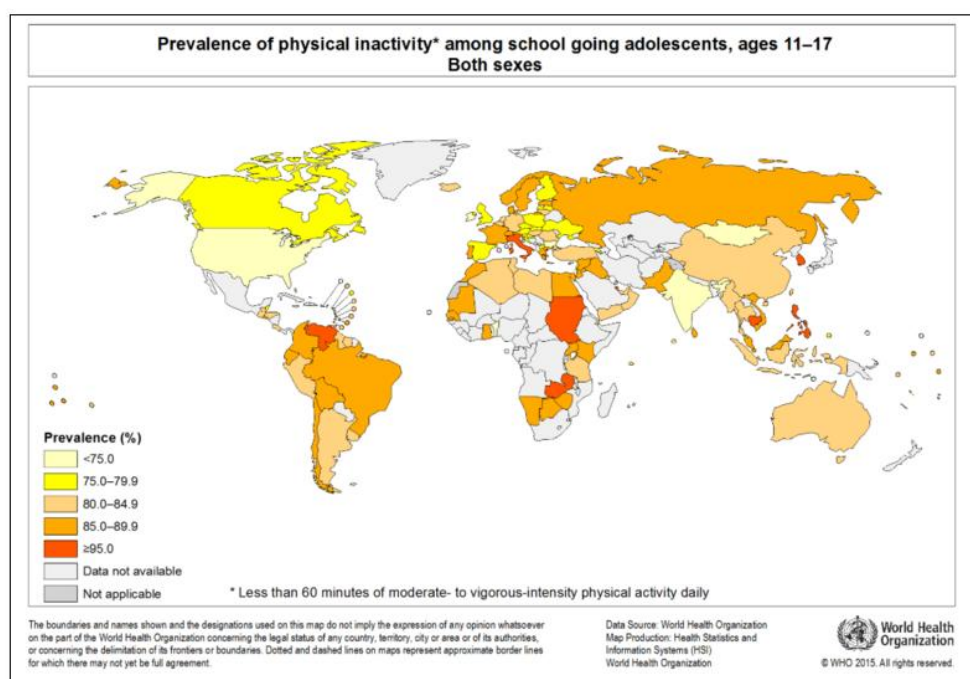 Prevalence of physical inactivity* among school going adolescents, ages 11–17
Both sexes
Prevalence (%)
<75.0
75.0–79.9
80.0–84.9
85.0–89.9
≥95.0
Data not available
Not applicable
* Less than 60 minutes of moderate- to vigorous-intensity physical activity daily
The boundaries and names shown and the designations used on this map do not imply the expression of any opinion whatsoever
on the part of the World Health Organization concerning the legal status of any country, territory, city or area or of its authorities,
or concerning the delimitation of its frontiers or boundaries. Dotted and dashed lines on maps represent approximate border lines
for which there may not yet be full agreement.
Data Source: World Health Organization
Map Production: Health Statistics and
Information Systems (HSI)
World Health Organization
World Health
Organization
© WHO 2015. All rights reserved.